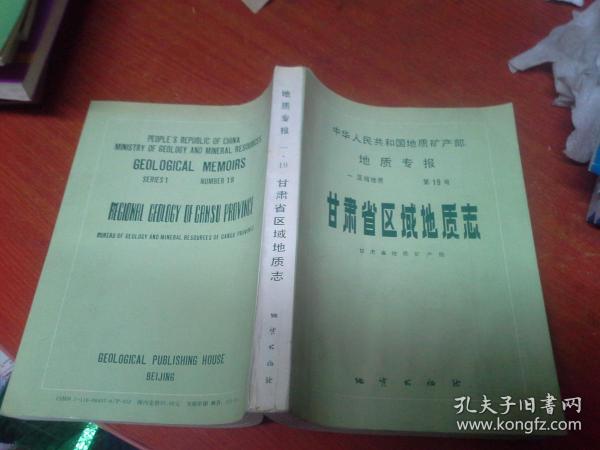 PEOPLE'S REPUBLIC OF CHINA
MINISTRY OF GEOLOGY AND MINERAL RESOURCES
GEOLOGICAL MEMOIRS
SERIES 1 NUMBER 19
REGIONAL GEOLOGY OF GANSU PROVINCE
BUREAU OF GEOLOGY AND MINERAL RESOURCES OF GANSU PROVINCE
GEOLOGICAL PUBLISHING HOUSE
BEIJING
地质专报
一·19
甘肃省区域地质志
地质出版社
中华人民共和国地质矿产部
地质专报
一 区域地质 第19号
甘肃省区域地质志
甘肃省地质矿产局
地质出版社
孔夫子旧书网
www.kongfz.com